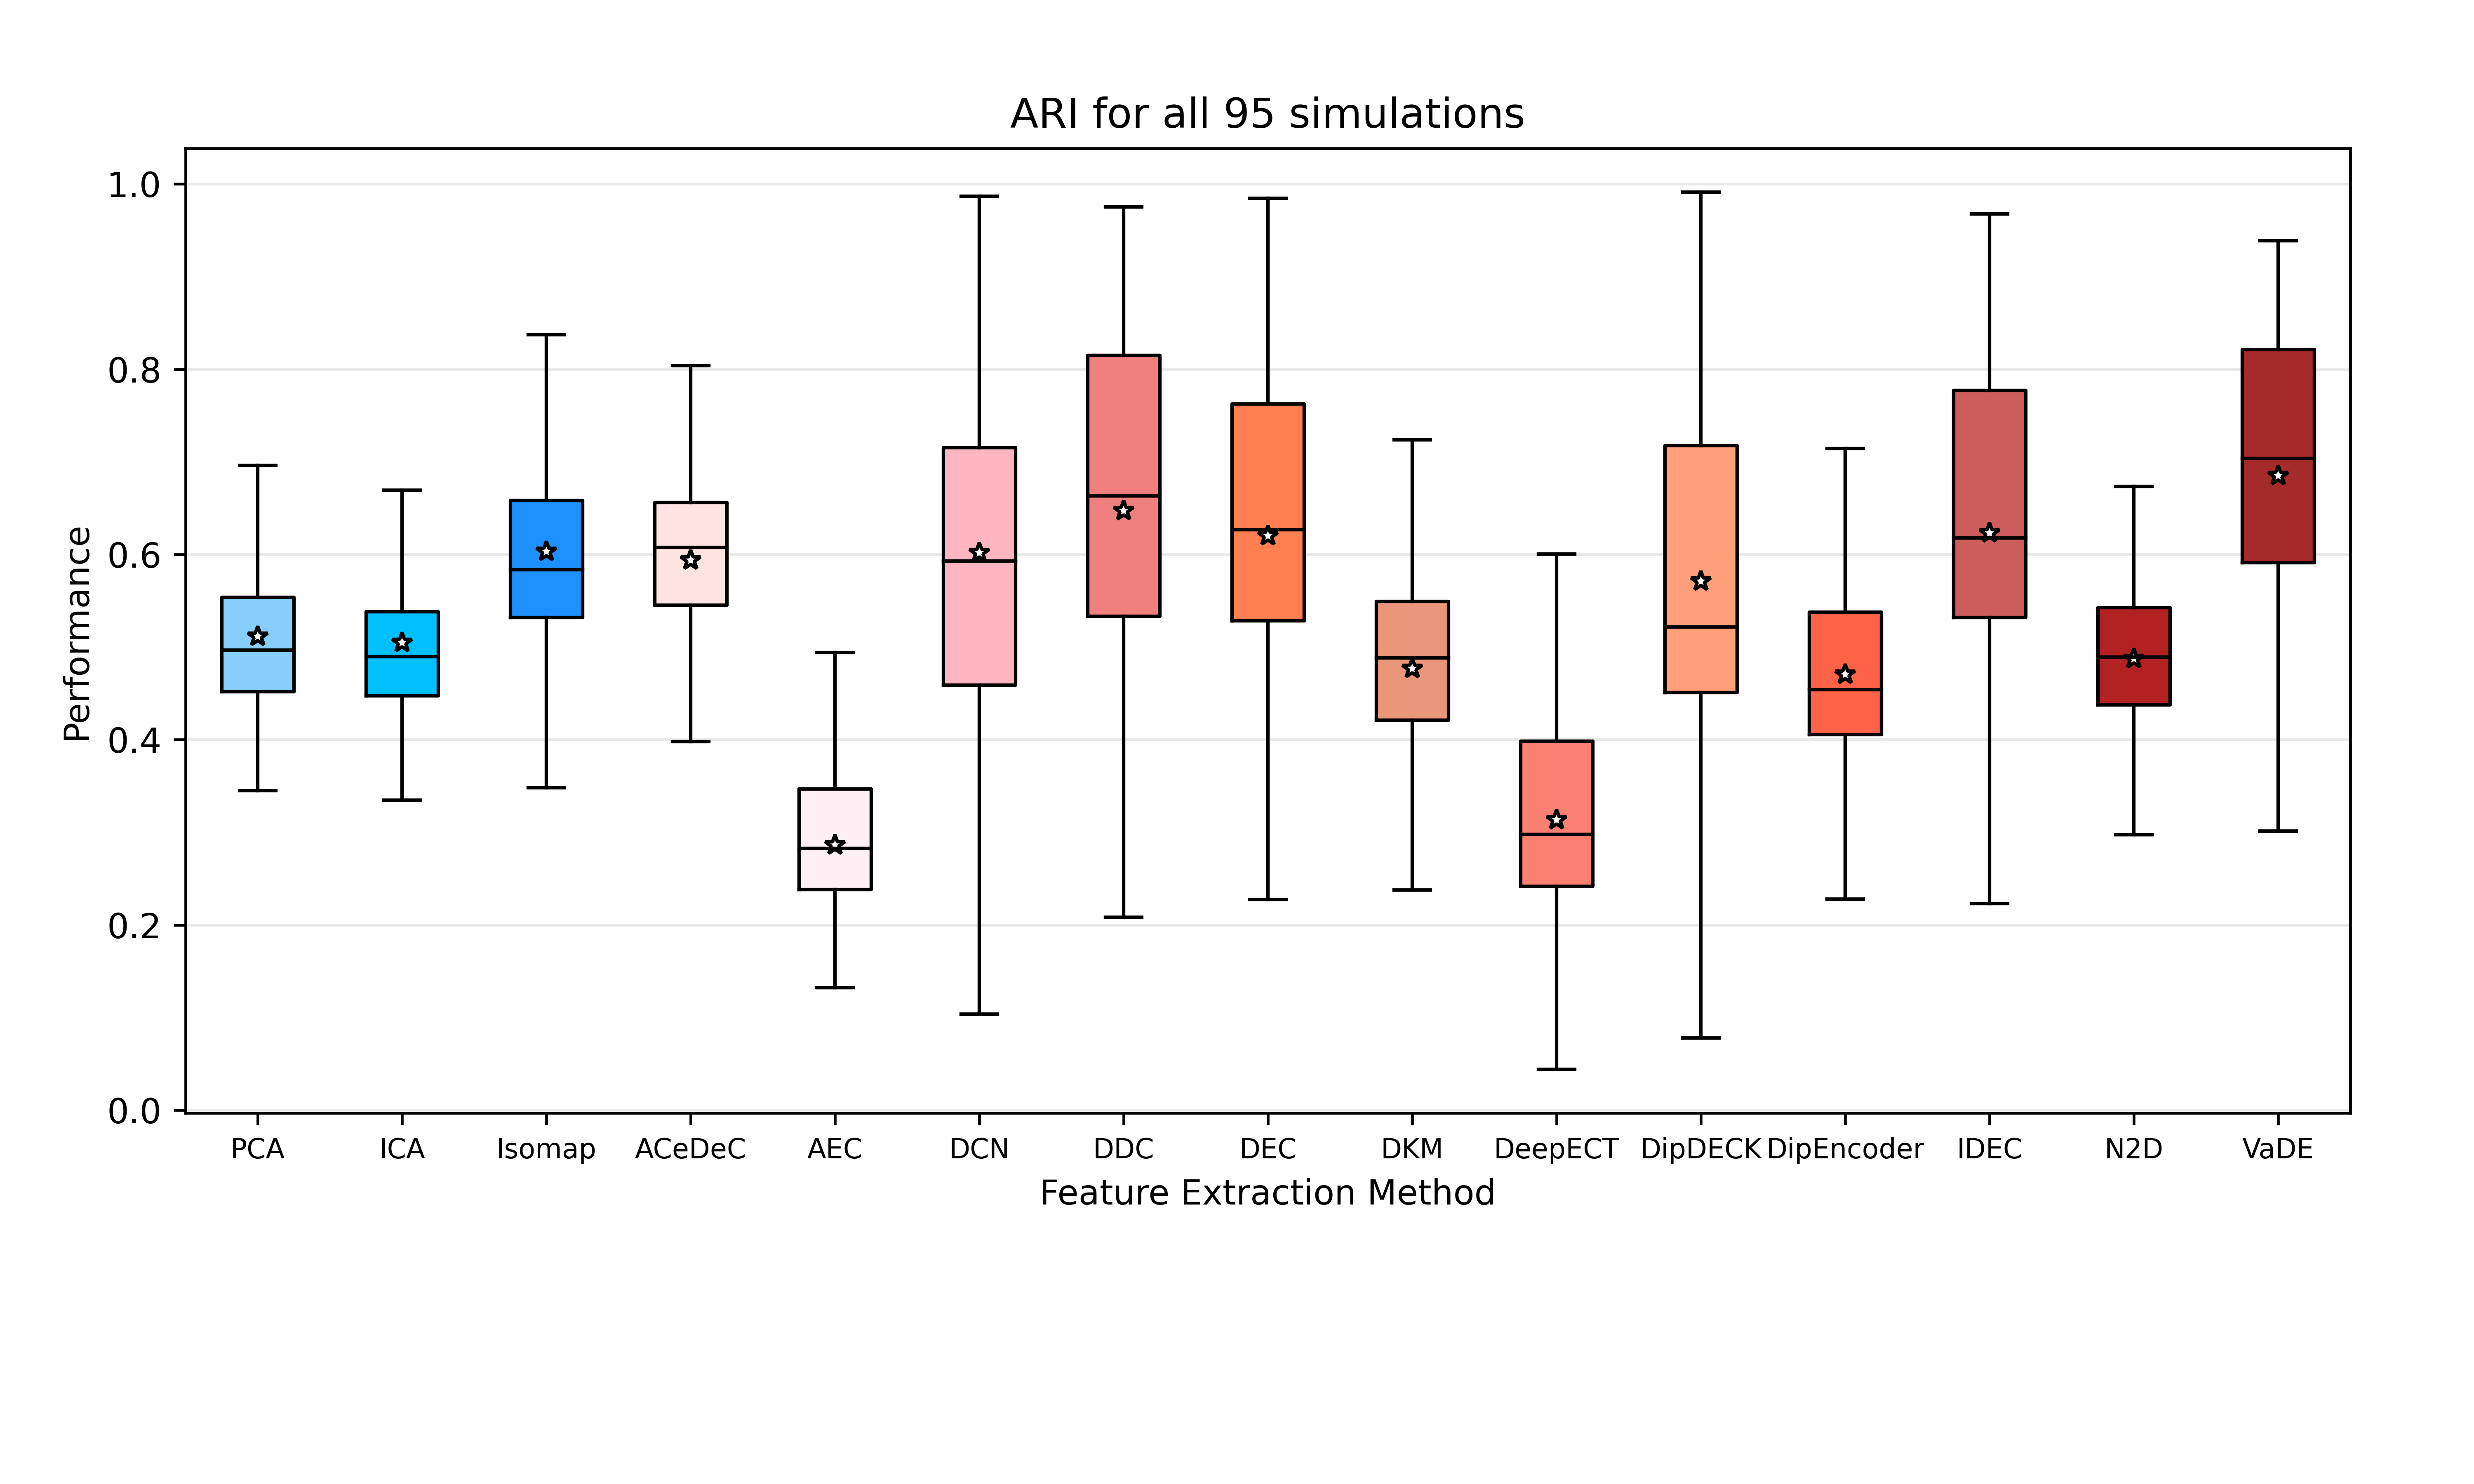 ARI for all 95 simulations
Performance
1.0
0.8
0.6
0.4
0.2
0.0
PCA ICA Isomap ACeDeC AEC DCN DDC DEC DKM DeepECT DipDECK DipEncoder IDEC N2D VaDE
Feature Extraction Method